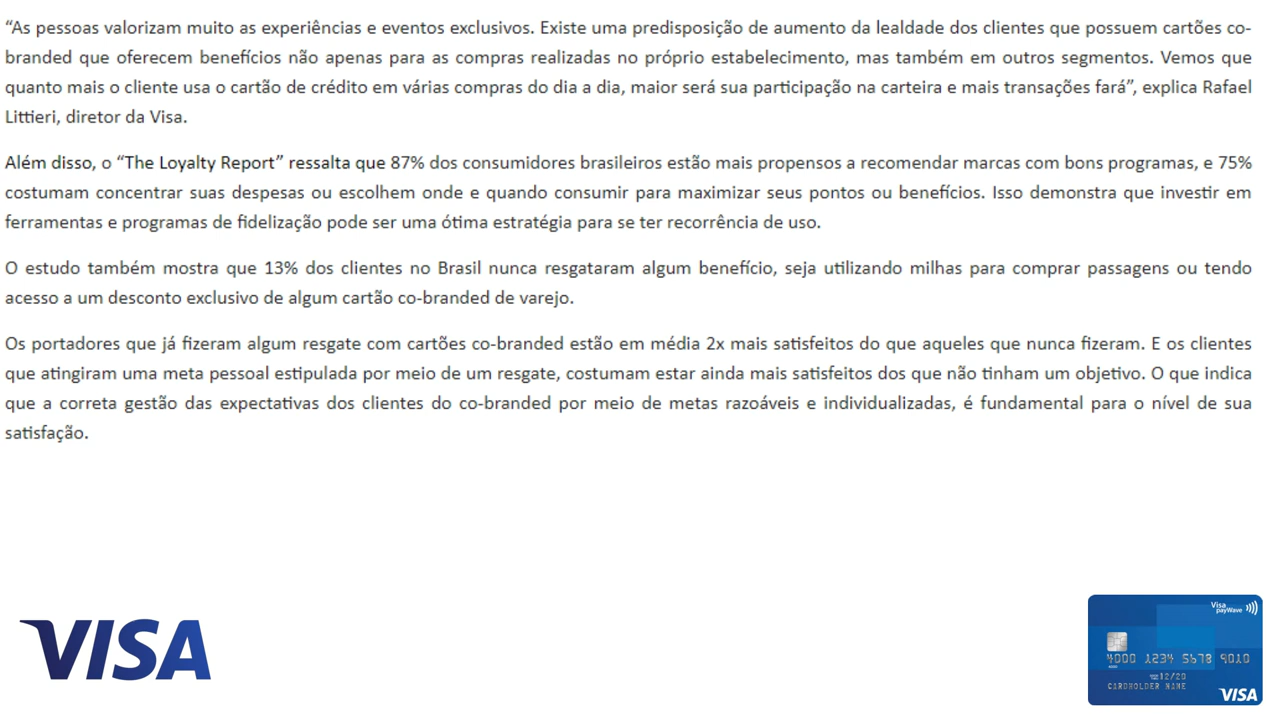 “As pessoas valorizam muito as experiências e eventos exclusivos. Existe uma predisposição de aumento da lealdade dos clientes que possuem cartões co-
branded que oferecem benefícios não apenas para as compras realizadas no próprio estabelecimento, mas também em outros segmentos. Vemos que
quanto mais o cliente usa o cartão de crédito em várias compras do dia a dia, maior será sua participação na carteira e mais transações fará”, explica Rafael
Littieri, diretor da Visa.
Além disso, o “The Loyalty Report” ressalta que 87% dos consumidores brasileiros estão mais propensos a recomendar marcas com bons programas, e 75%
costumam concentrar suas despesas ou escolhem onde e quando consumir para maximizar seus pontos ou benefícios. Isso demonstra que investir em
ferramentas e programas de fidelização pode ser uma ótima estratégia para se ter recorrência de uso.
O estudo também mostra que 13% dos clientes no Brasil nunca resgataram algum benefício, seja utilizando milhas para comprar passagens ou tendo
acesso a um desconto exclusivo de algum cartão co-branded de varejo.
Os portadores que já fizeram algum resgate com cartões co-branded estão em média 2x mais satisfeitos do que aqueles que nunca fizeram. E os clientes
que atingiram uma meta pessoal estipulada por meio de um resgate, costumam estar ainda mais satisfeitos dos que não tinham um objetivo. O que indica
que a correta gestão das expectativas dos clientes do co-branded por meio de metas razoáveis e individualizadas, é fundamental para o nível de sua
satisfação.
VISA
Visa
payWave
4000 1234 5678 9010
12/20
CARDHOLDER NAME
VISA